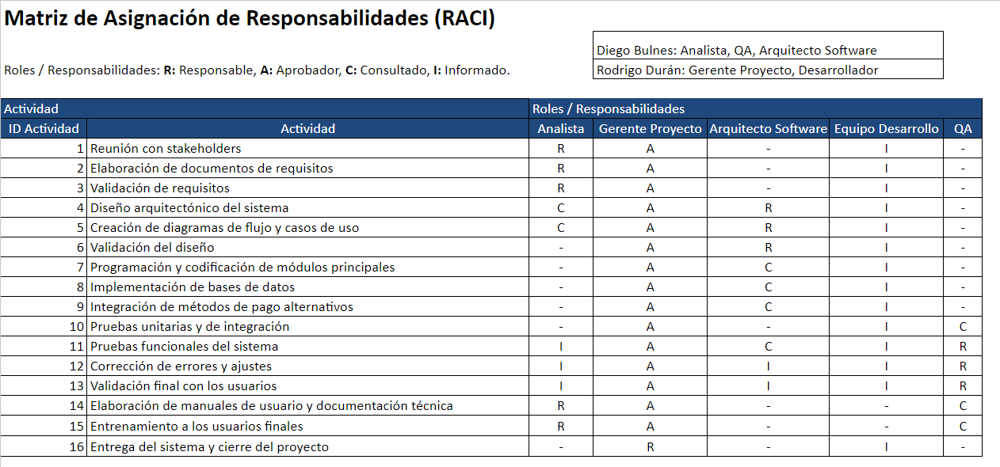 Matriz de Asignación de Responsabilidades (RACI)
Diego Bulnes: Analista, QA, Arquitecto Software
Roles / Responsabilidades: R: Responsable, A: Aprobador, C: Consultado, I: Informado.
Rodrigo Durán: Gerente Proyecto, Desarrollador
Actividad Roles / Responsabilidades
ID Actividad Actividad Analista Gerente Proyecto Arquitecto Software Equipo Desarrollo QA
1 Reunión con stakeholders R A - I -
2 Elaboración de documentos de requisitos R A - I -
3 Validación de requisitos R A - I -
4 Diseño arquitectónico del sistema C A R I -
5 Creación de diagramas de flujo y casos de uso C A R I -
6 Validación del diseño - A R I -
7 Programación y codificación de módulos principales - A C I -
8 Implementación de bases de datos - A C I -
9 Integración de métodos de pago alternativos - A C I -
10 Pruebas unitarias y de integración - A - I C
11 Pruebas funcionales del sistema I A C I R
12 Corrección de errores y ajustes I A I I R
13 Validación final con los usuarios I A I I R
14 Elaboración de manuales de usuario y documentación técnica R A - - C
15 Entrenamiento a los usuarios finales R A - - C
16 Entrega del sistema y cierre del proyecto - R - I -